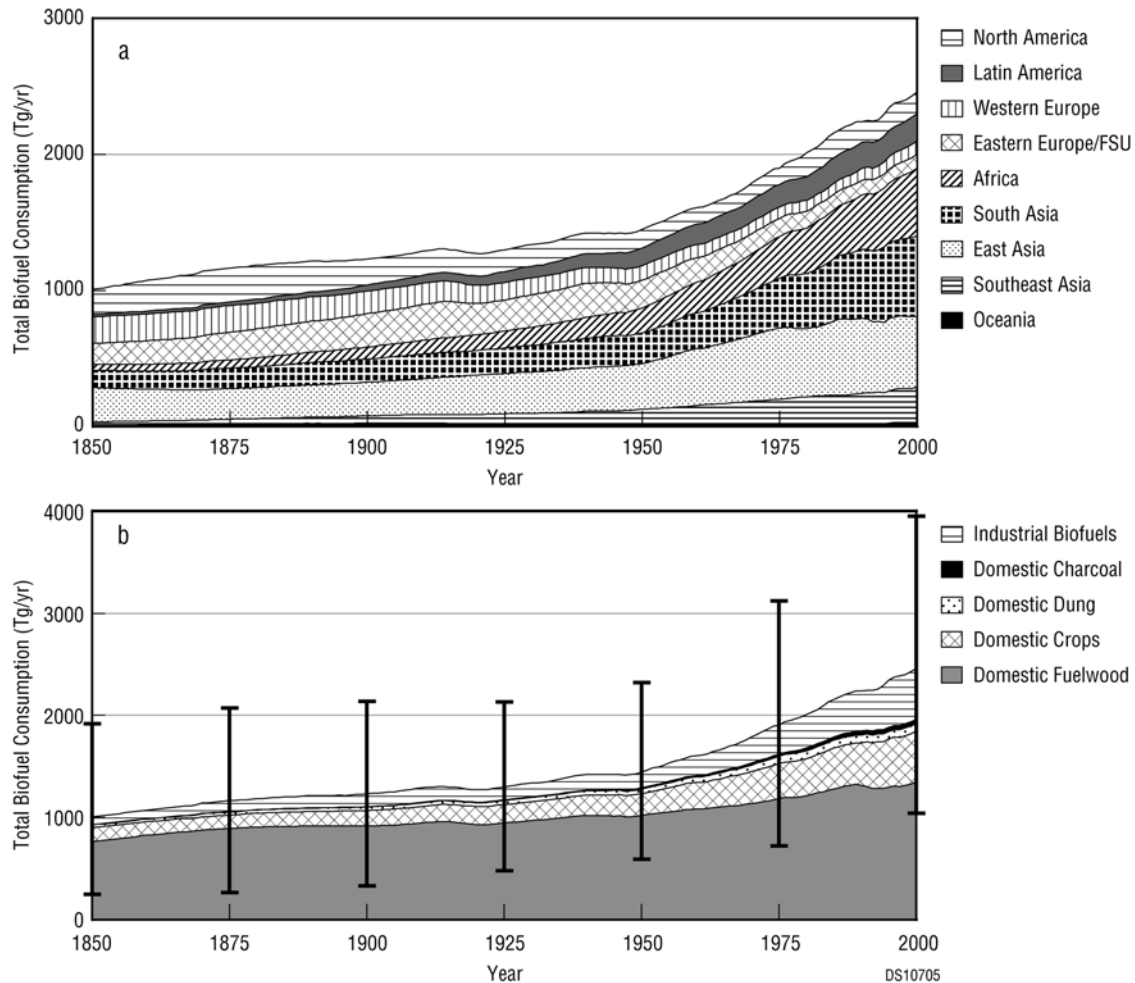 a
Total Biofuel Consumption (Tg/yr)
3000
2000
1000
0
1850
1875
1900
1925
1950
1975
2000
Year
North America
Latin America
Western Europe
Eastern Europe/FSU
Africa
South Asia
East Asia
Southeast Asia
Oceania
b
Total Biofuel Consumption (Tg/yr)
4000
3000
2000
1000
0
1850
1875
1900
1925
1950
1975
2000
Year
Industrial Biofuels
Domestic Charcoal
Domestic Dung
Domestic Crops
Domestic Fuelwood
DS10705